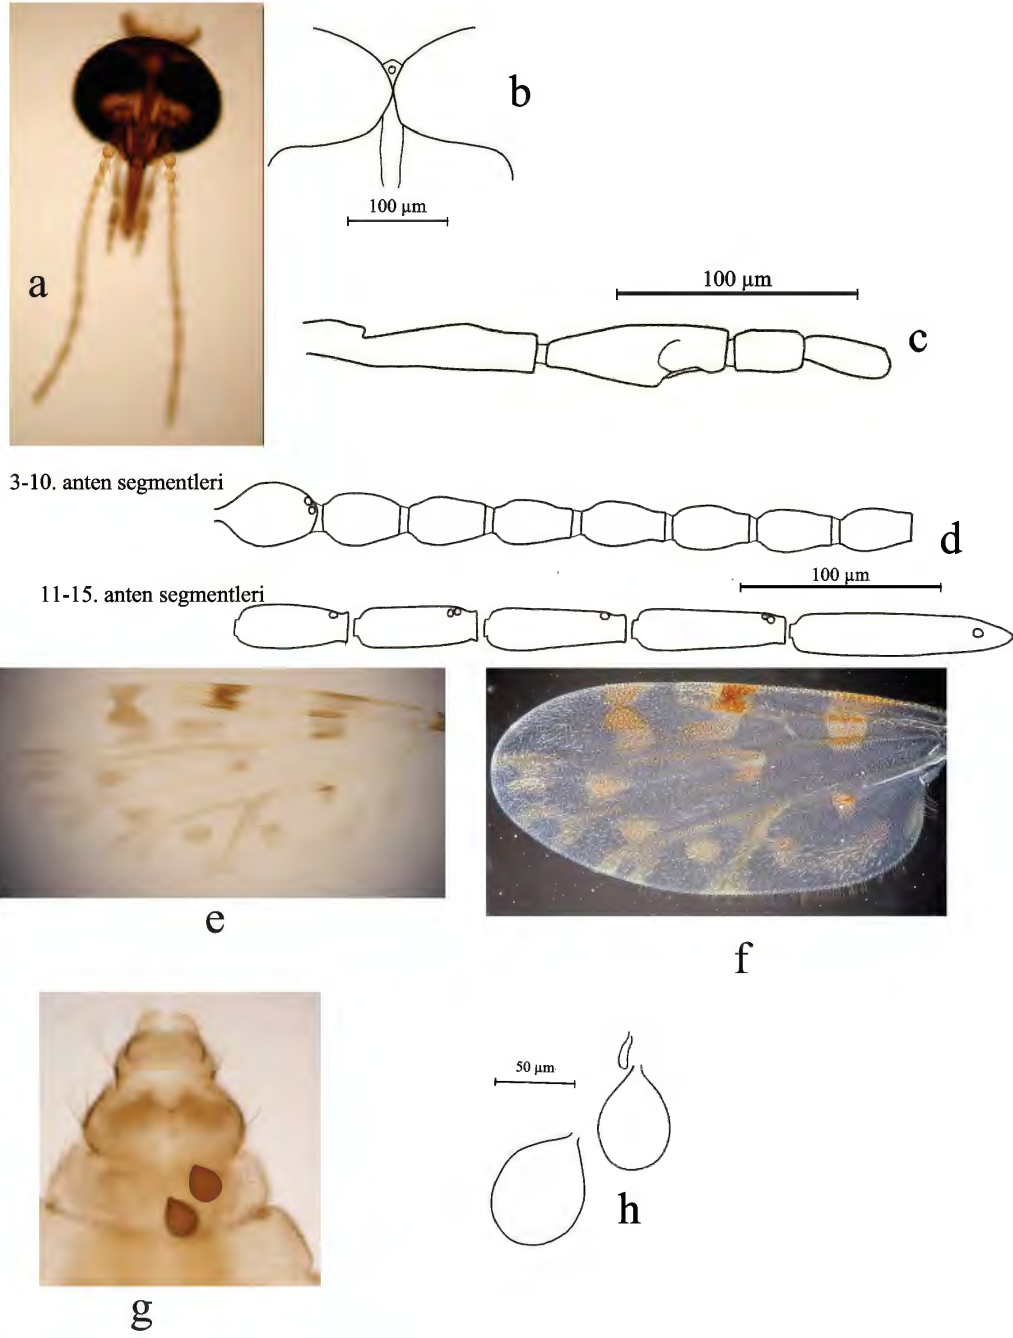 a
b
100 µm
100 µm
c
3-10. anten segmentleri
d
11-15. anten segmentleri
100 µm
e
f
g
50 µm
h